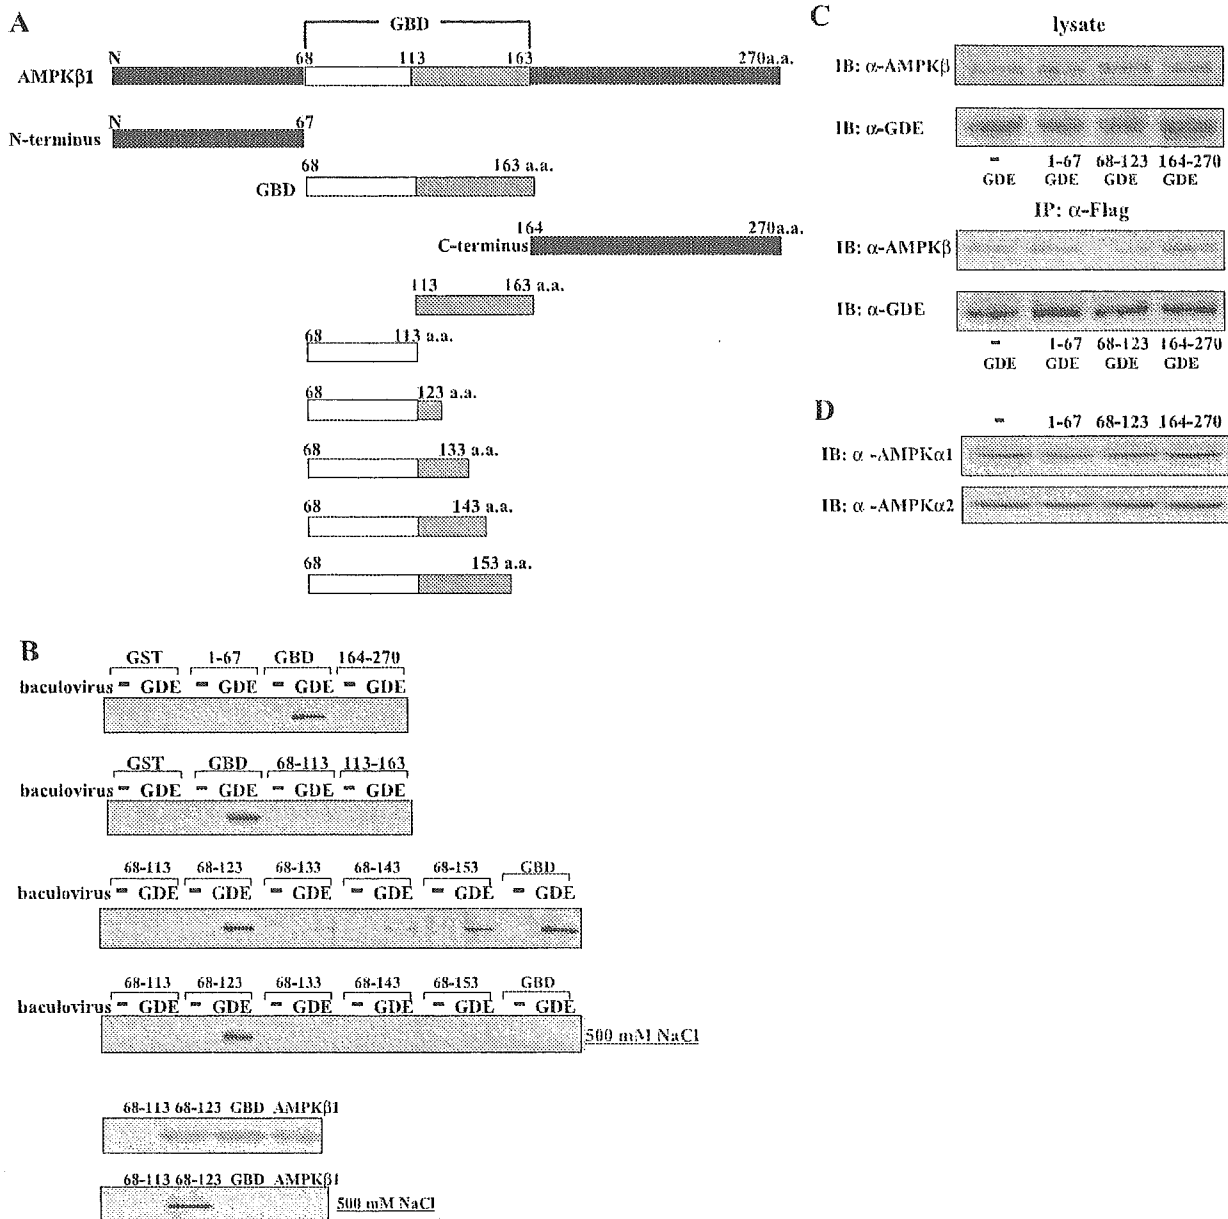 A
GBD
N 68 113 163 270a.a.
AMPKβ1
N 67
N-terminus
68 163 a.a.
GBD
164 270a.a.
C-terminus
113 163 a.a.
68 113 a.a.
68 123 a.a.
68 133 a.a.
68 143 a.a.
68 153 a.a.
B
GST 1-67 GBD 164-270
baculovirus - GDE - GDE - GDE - GDE
GST GBD 68-113 113-163
baculovirus - GDE - GDE - GDE - GDE
68-113 68-123 68-133 68-143 68-153 GBD
baculovirus - GDE - GDE - GDE - GDE - GDE - GDE
68-113 68-123 68-133 68-143 68-153 GBD
baculovirus - GDE - GDE - GDE - GDE - GDE - GDE
500 mM NaCl
68-113 68-123 GBD AMPKβ1
68-113 68-123 GBD AMPKβ1
500 mM NaCl
C
lysate
IB: α-AMPKβ
IB: α-GDE
- 1-67 68-123 164-270
GDE GDE GDE GDE
IP: α-Flag
IB: α-AMPKβ
IB: α-GDE
- 1-67 68-123 164-270
GDE GDE GDE GDE
D
- 1-67 68-123 164-270
IB: α -AMPKα1
IB: α -AMPKα2